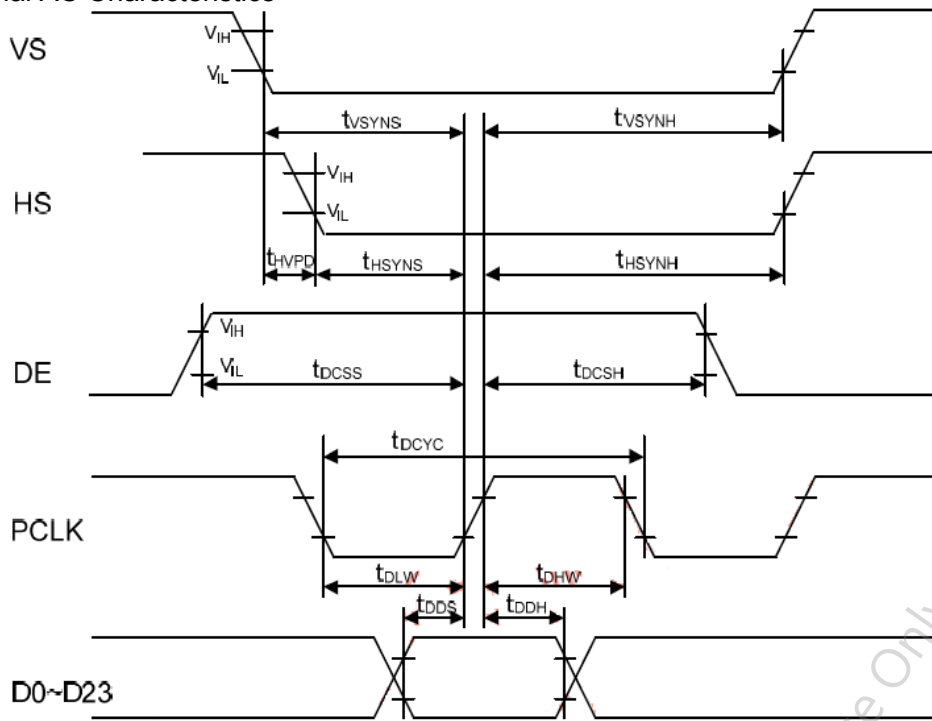 VS
VIH
VIL
tVSYNS
tVSYNH
HS
VIH
VIL
tHVPD
tHSYNS
tHSYNH
DE
VIH
VIL
tDCSS
tDCSH
tDCYC
PCLK
tDLW
tDHW
tDDS
tDDH
D0~D23